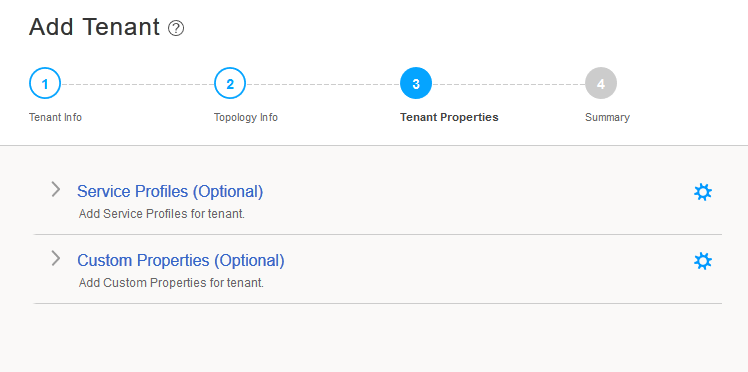 Add Tenant ?
1 2 3 4
Tenant Info Topology Info Tenant Properties Summary
Service Profiles (Optional)
Add Service Profiles for tenant.
Custom Properties (Optional)
Add Custom Properties for tenant.